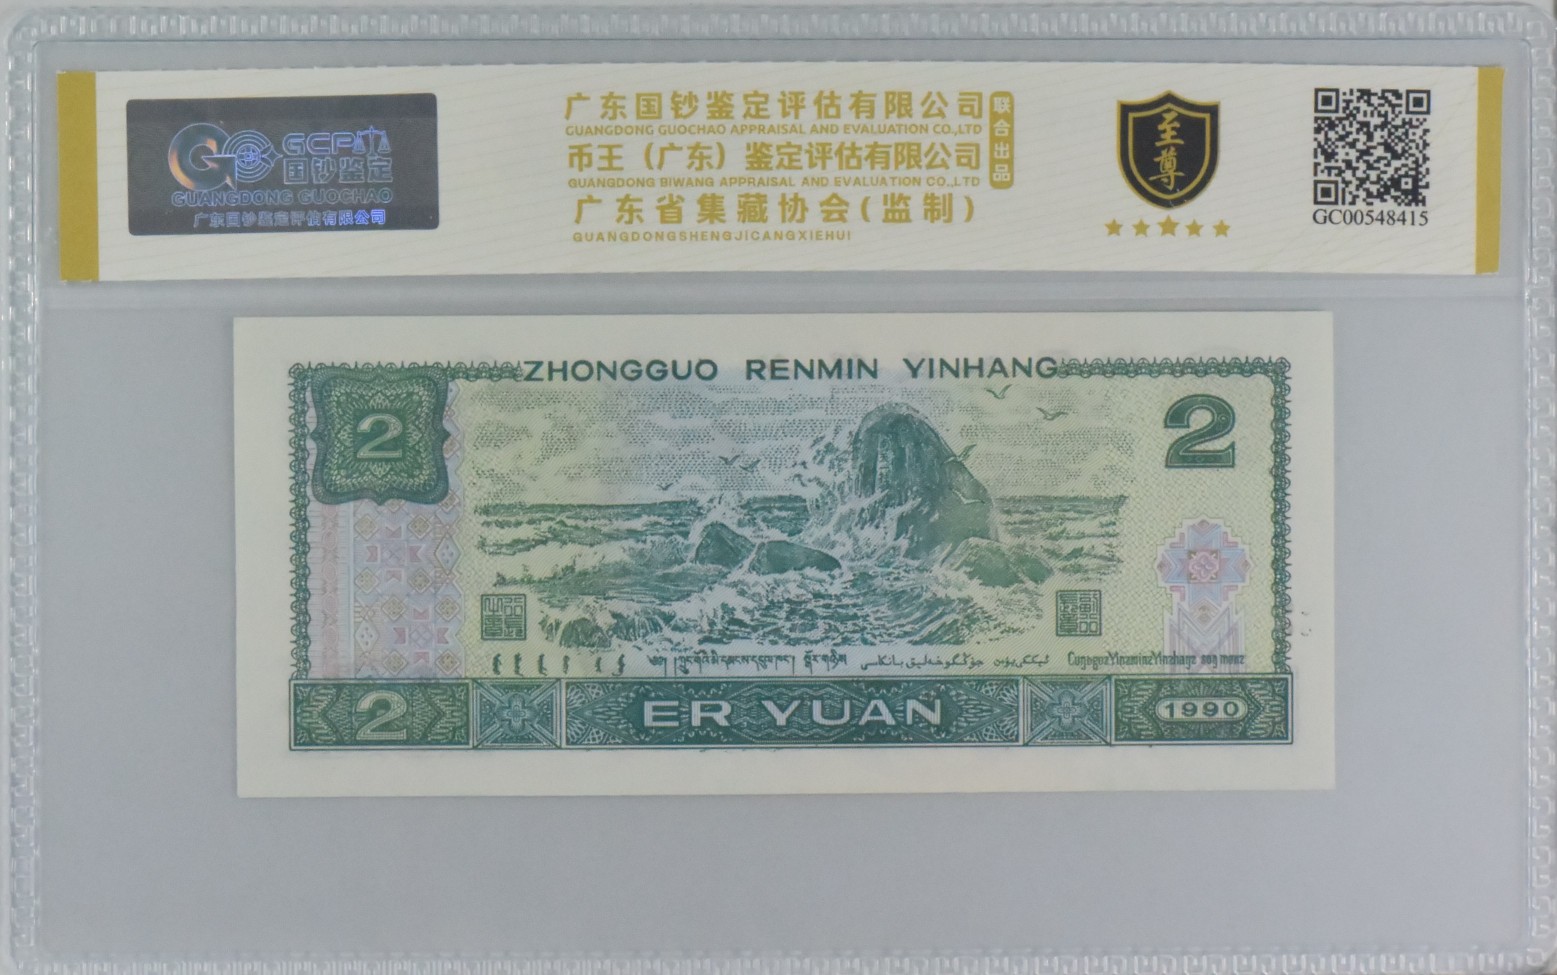 GCP
国钞鉴定
GUANGDONG GUOCHAO
广东国钞鉴定评估有限公司
广东国钞鉴定评估有限公司
GUANGDONG GUOCHAO APPRAISAL AND EVALUATION CO.,LTD
币王（广东）鉴定评估有限公司
GUANGDONG BIWANG APPRAISAL AND EVALUATION CO.,LTD
广东省集藏协会(监制)
GUANGDONGSHENGJICANGXIEHUI
联合出品
至尊
GC00548415
ZHONGGUO RENMIN YINHANG
2
2
2
ER YUAN
1990